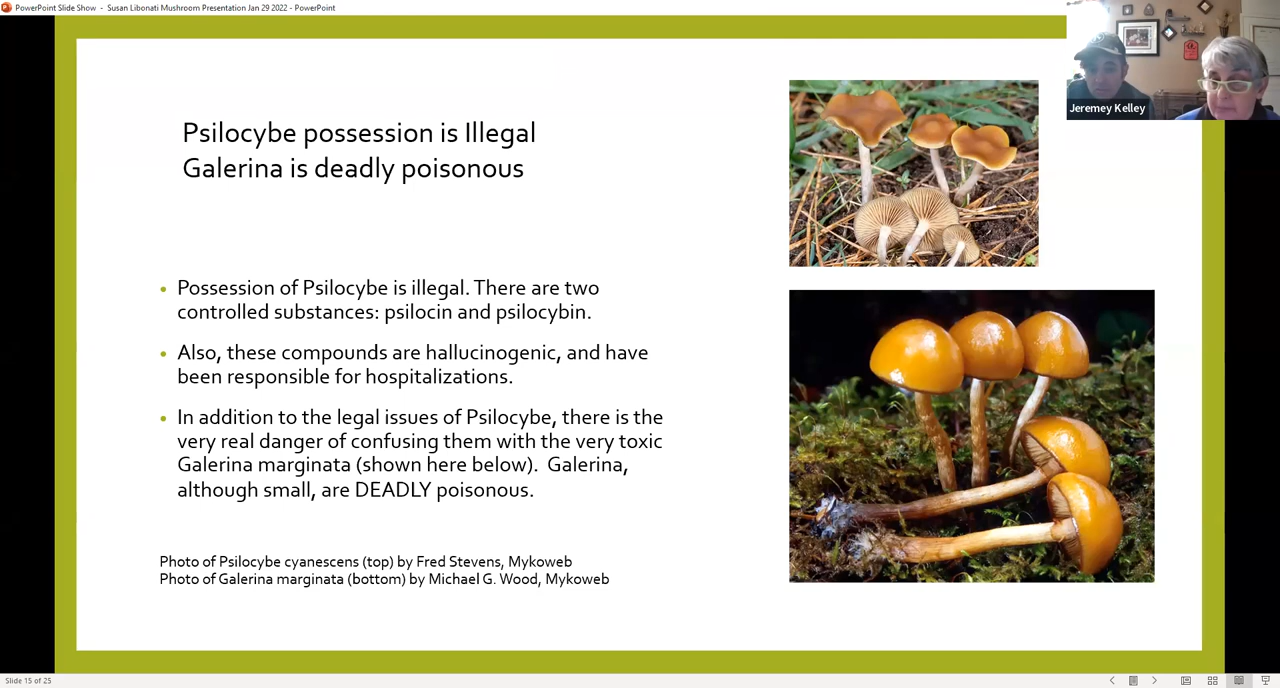 PowerPoint Slide Show - Susan Libonati Mushroom Presentation Jan 29 2022 - PowerPoint
Jeremey Kelley
Psilocybe possession is Illegal
Galerina is deadly poisonous
• Possession of Psilocybe is illegal. There are two
controlled substances: psilocin and psilocybin.
• Also, these compounds are hallucinogenic, and have
been responsible for hospitalizations.
• In addition to the legal issues of Psilocybe, there is the
very real danger of confusing them with the very toxic
Galerina marginata (shown here below). Galerina,
although small, are DEADLY poisonous.
Photo of Psilocybe cyanescens (top) by Fred Stevens, Mykoweb
Photo of Galerina marginata (bottom) by Michael G. Wood, Mykoweb
Slide 15 of 25